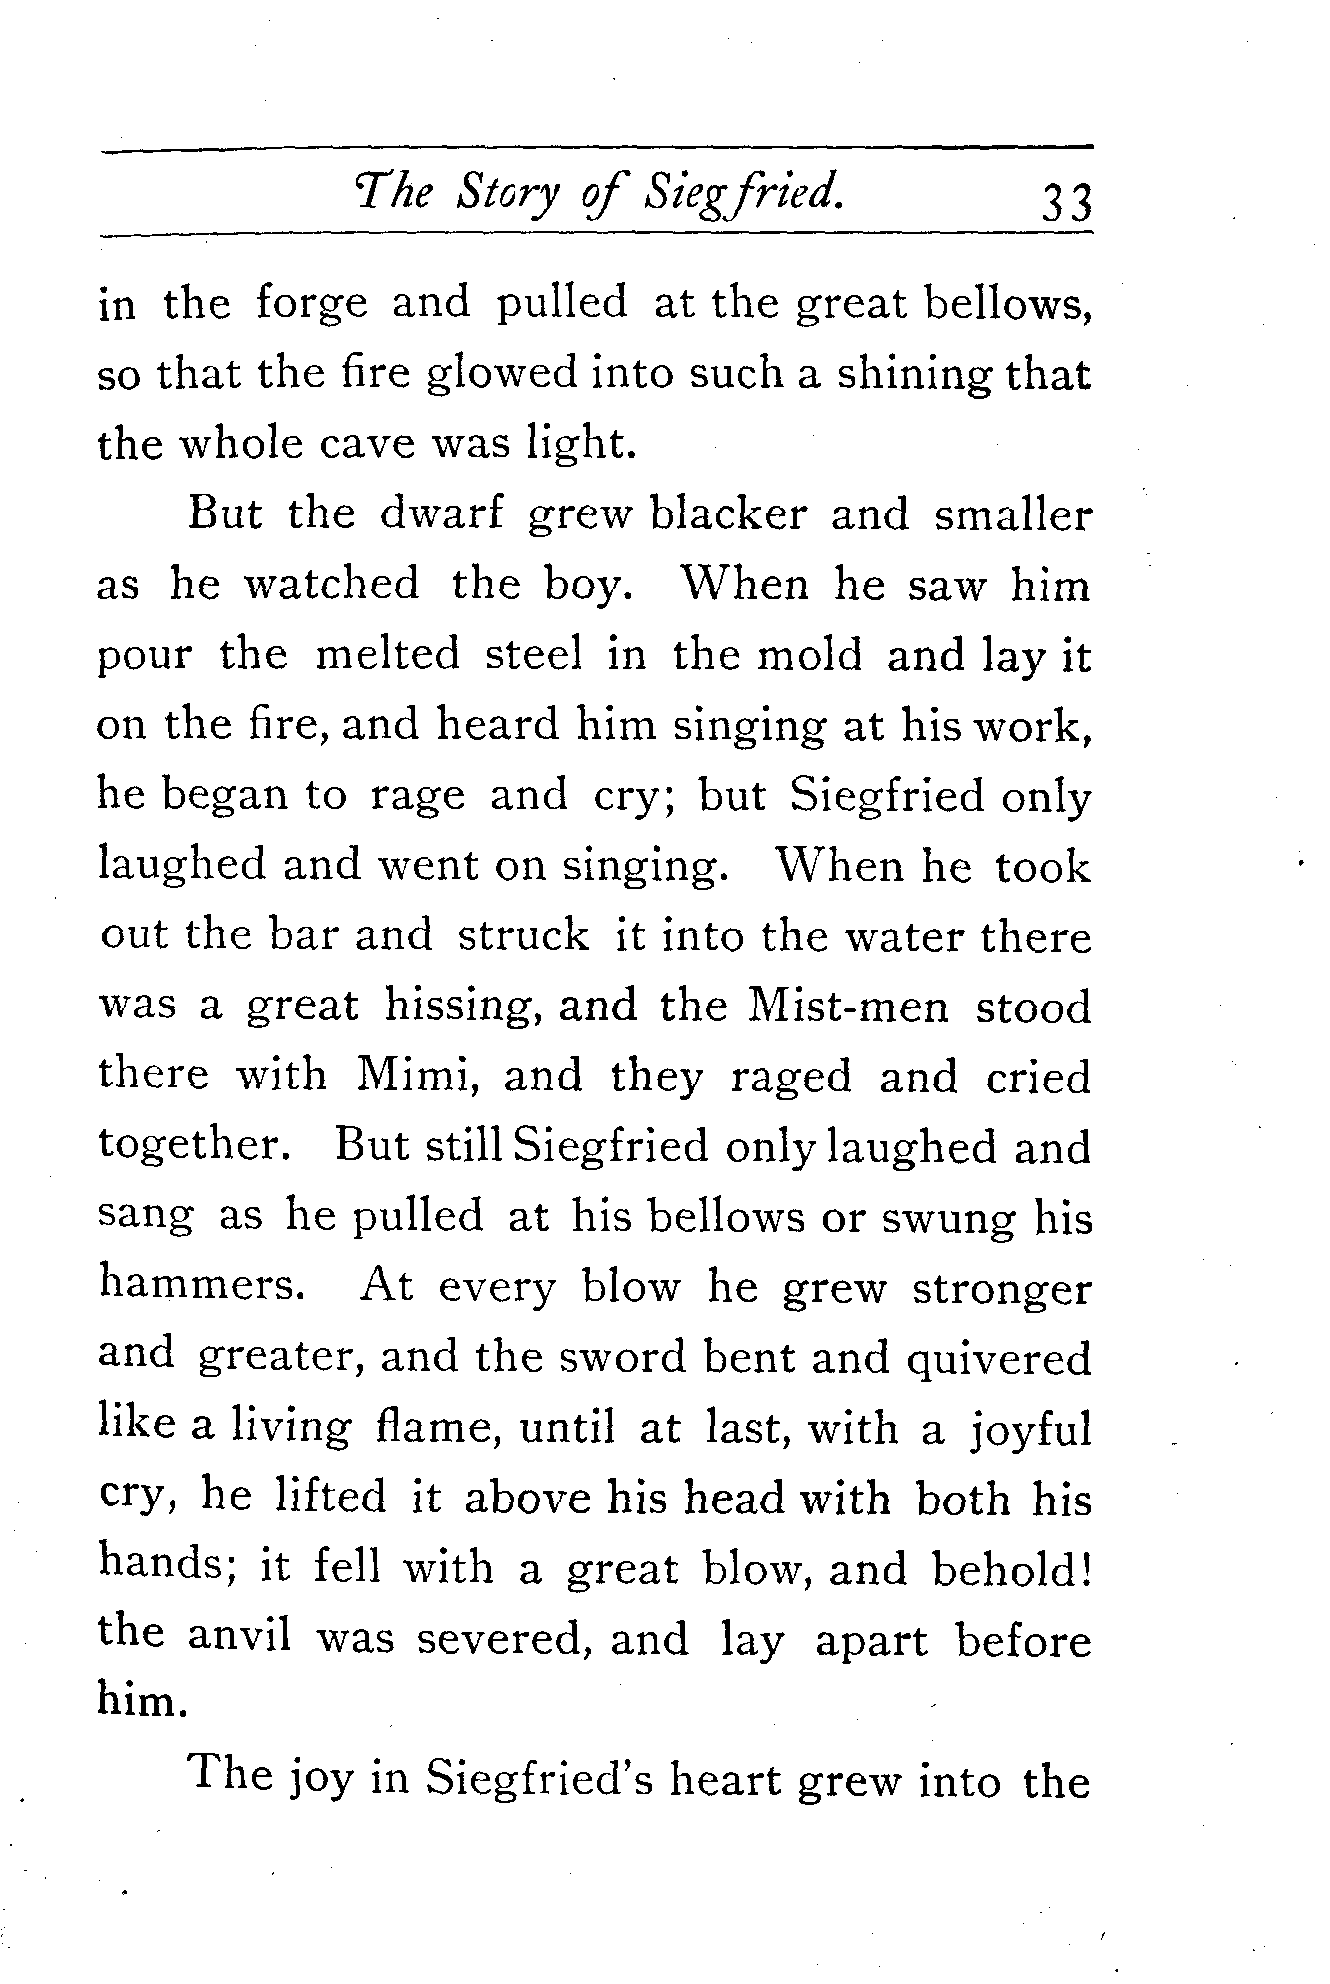 The Story of Siegfried. 33
in the forge and pulled at the great bellows,
so that the fire glowed into such a shining that
the whole cave was light.
But the dwarf grew blacker and smaller
as he watched the boy. When he saw him
pour the melted steel in the mold and lay it
on the fire, and heard him singing at his work,
he began to rage and cry; but Siegfried only
laughed and went on singing. When he took
out the bar and struck it into the water there
was a great hissing, and the Mist-men stood
there with Mimi, and they raged and cried
together. But still Siegfried only laughed and
sang as he pulled at his bellows or swung his
hammers. At every blow he grew stronger
and greater, and the sword bent and quivered
like a living flame, until at last, with a joyful
cry, he lifted it above his head with both his
hands; it fell with a great blow, and behold!
the anvil was severed, and lay apart before
him.
The joy in Siegfried's heart grew into the